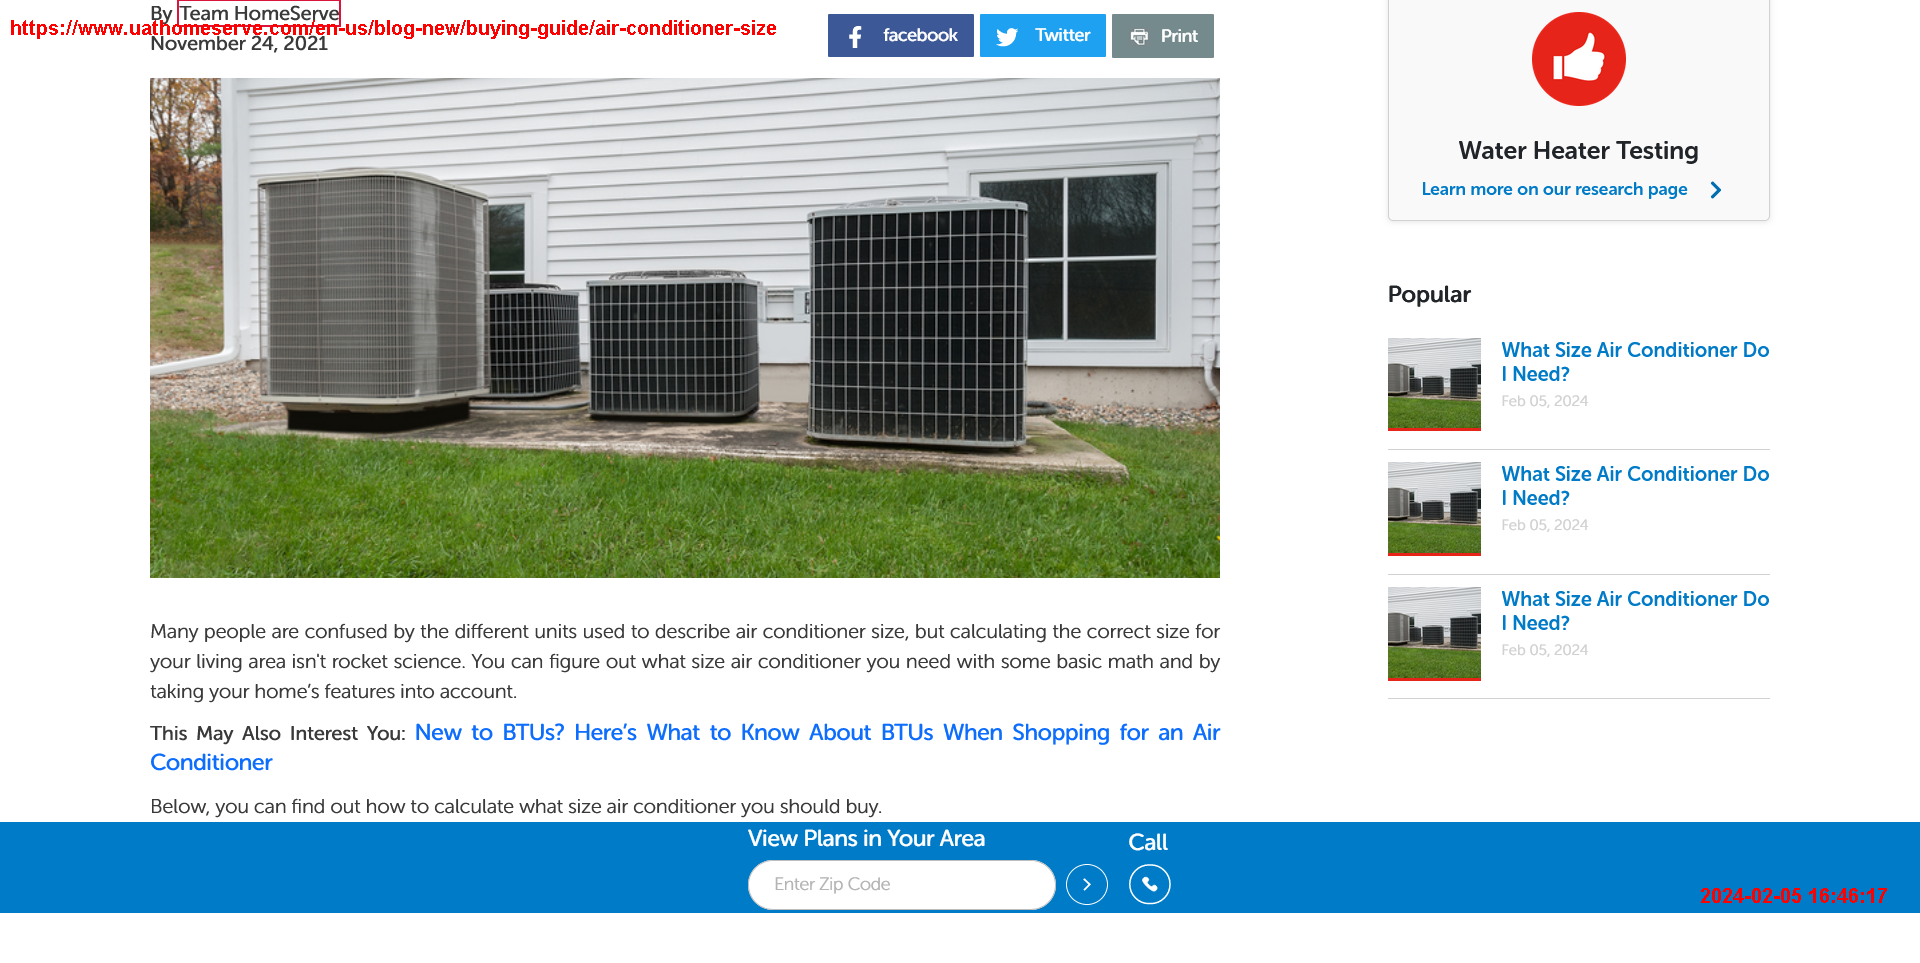 By Team HomeServe
https://www.uathomeserve.com/en-us/blog-new/buying-guide/air-conditioner-size
November 24, 2021
facebook
Twitter
Print
Many people are confused by the different units used to describe air conditioner size, but calculating the correct size for
your living area isn't rocket science. You can figure out what size air conditioner you need with some basic math and by
taking your home’s features into account.
This May Also Interest You: New to BTUs? Here’s What to Know About BTUs When Shopping for an Air
Conditioner
Below, you can find out how to calculate what size air conditioner you should buy.
Water Heater Testing
Learn more on our research page
Popular
What Size Air Conditioner Do
I Need?
Feb 05, 2024
What Size Air Conditioner Do
I Need?
Feb 05, 2024
What Size Air Conditioner Do
I Need?
Feb 05, 2024
View Plans in Your Area
Enter Zip Code
Call
2024-02-05 16:46:17